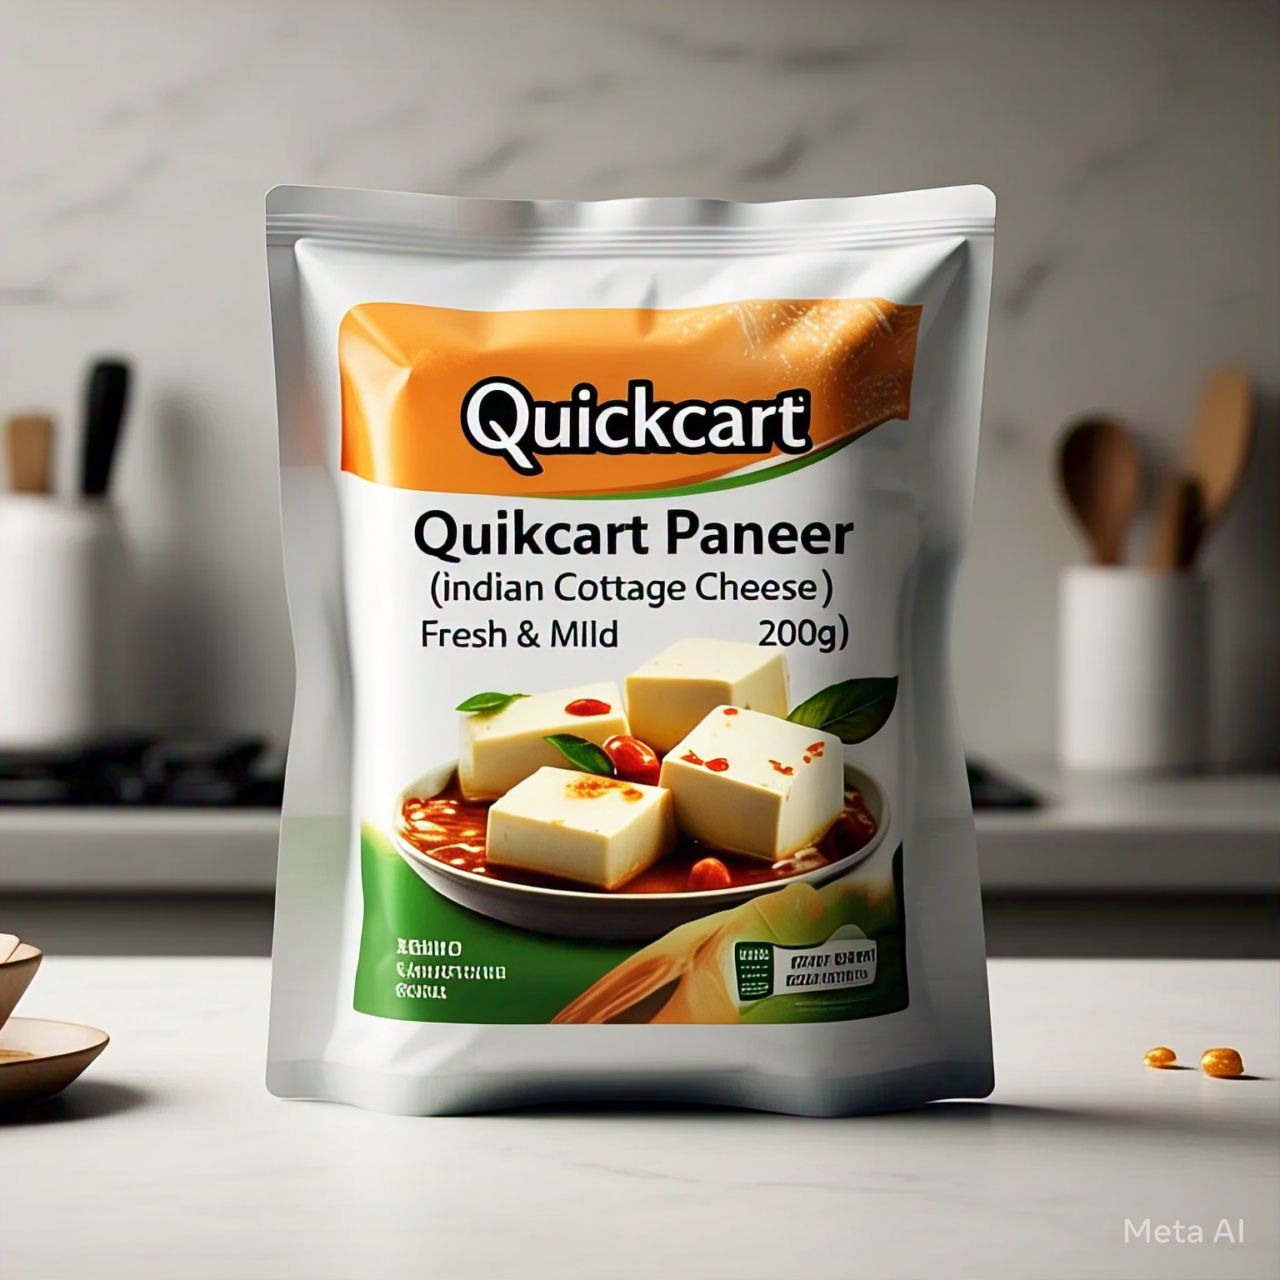 Quickcart
Quikcart Paneer
(indian Cottage Cheese)
Fresh & MIld 200g)
Meta AI